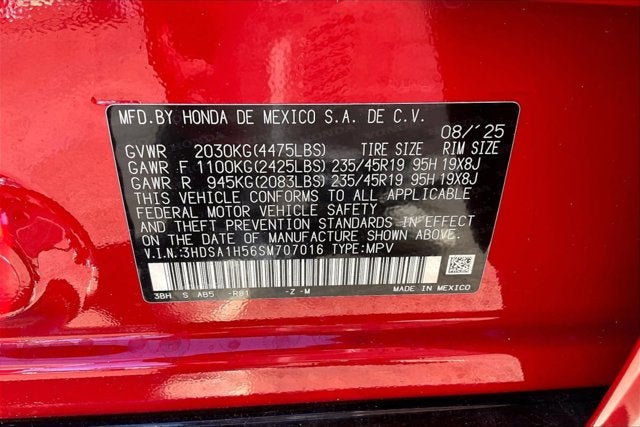 MFD.BY HONDA DE MEXICO S.A. DE C.V.
08/'25
GVWR 2030KG(4475LBS) TIRE SIZE RIM SIZE
GAWR F 1100KG(2425LBS) 235/45R19 95H 19X8J
GAWR R 945KG(2083LBS) 235/45R19 95H 19X8J
THIS VEHICLE CONFORMS TO ALL APPLICABLE
FEDERAL MOTOR VEHICLE SAFETY
AND THEFT PREVENTION STANDARDS IN EFFECT
ON THE DATE OF MANUFACTURE SHOWN ABOVE.
V.I.N.:3HDSA1H56SM707016 TYPE:MPV
3BH S AB5 -R81 -Z -M MADE IN MEXICO